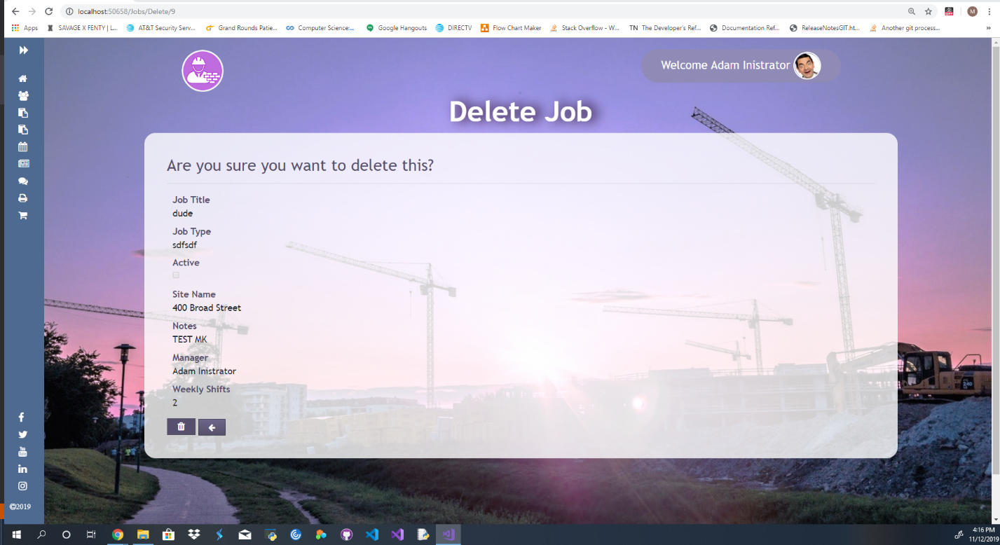 localhost:50658/Jobs/Delete/9
M
Apps
SAVAGE X FENTY | L...
AT&T Security Serv...
Grand Rounds Patie...
Computer Science:...
Google Hangouts
DIRECTV
Flow Chart Maker
Stack Overflow - W...
TN The Developer's Ref...
Documentation Ref...
ReleaseNotesGIT.ht...
Another git process...
»
Welcome Adam Inistrator
Delete Job
Are you sure you want to delete this?
Job Title
dude
Job Type
sdfsdf
Active
Site Name
400 Broad Street
Notes
TEST MK
Manager
Adam Inistrator
Weekly Shifts
2
©2019
4:16 PM
11/12/2019